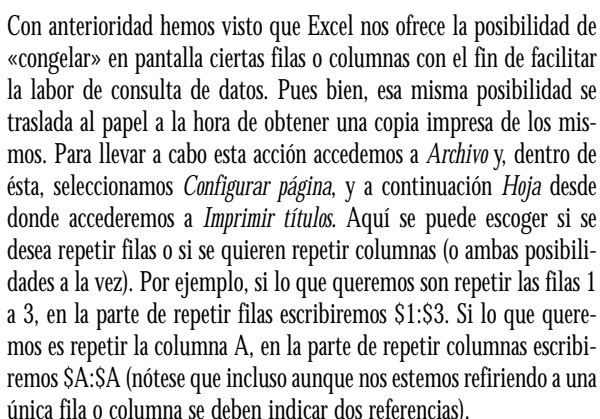 Con anterioridad hemos visto que Excel nos ofrece la posibilidad de
«congelar» en pantalla ciertas filas o columnas con el fin de facilitar
la labor de consulta de datos. Pues bien, esa misma posibilidad se
traslada al papel a la hora de obtener una copia impresa de los mis-
mos. Para llevar a cabo esta acción accedemos a Archivo y, dentro de
ésta, seleccionamos Configurar página, y a continuación Hoja desde
donde accederemos a Imprimir títulos. Aquí se puede escoger si se
desea repetir filas o si se quieren repetir columnas (o ambas posibili-
dades a la vez). Por ejemplo, si lo que queremos son repetir las filas 1
a 3, en la parte de repetir filas escribiremos $1:$3. Si lo que quere-
mos es repetir la columna A, en la parte de repetir columnas escribi-
remos $A:$A (nótese que incluso aunque nos estemos refiriendo a una
única fila o columna se deben indicar dos referencias).